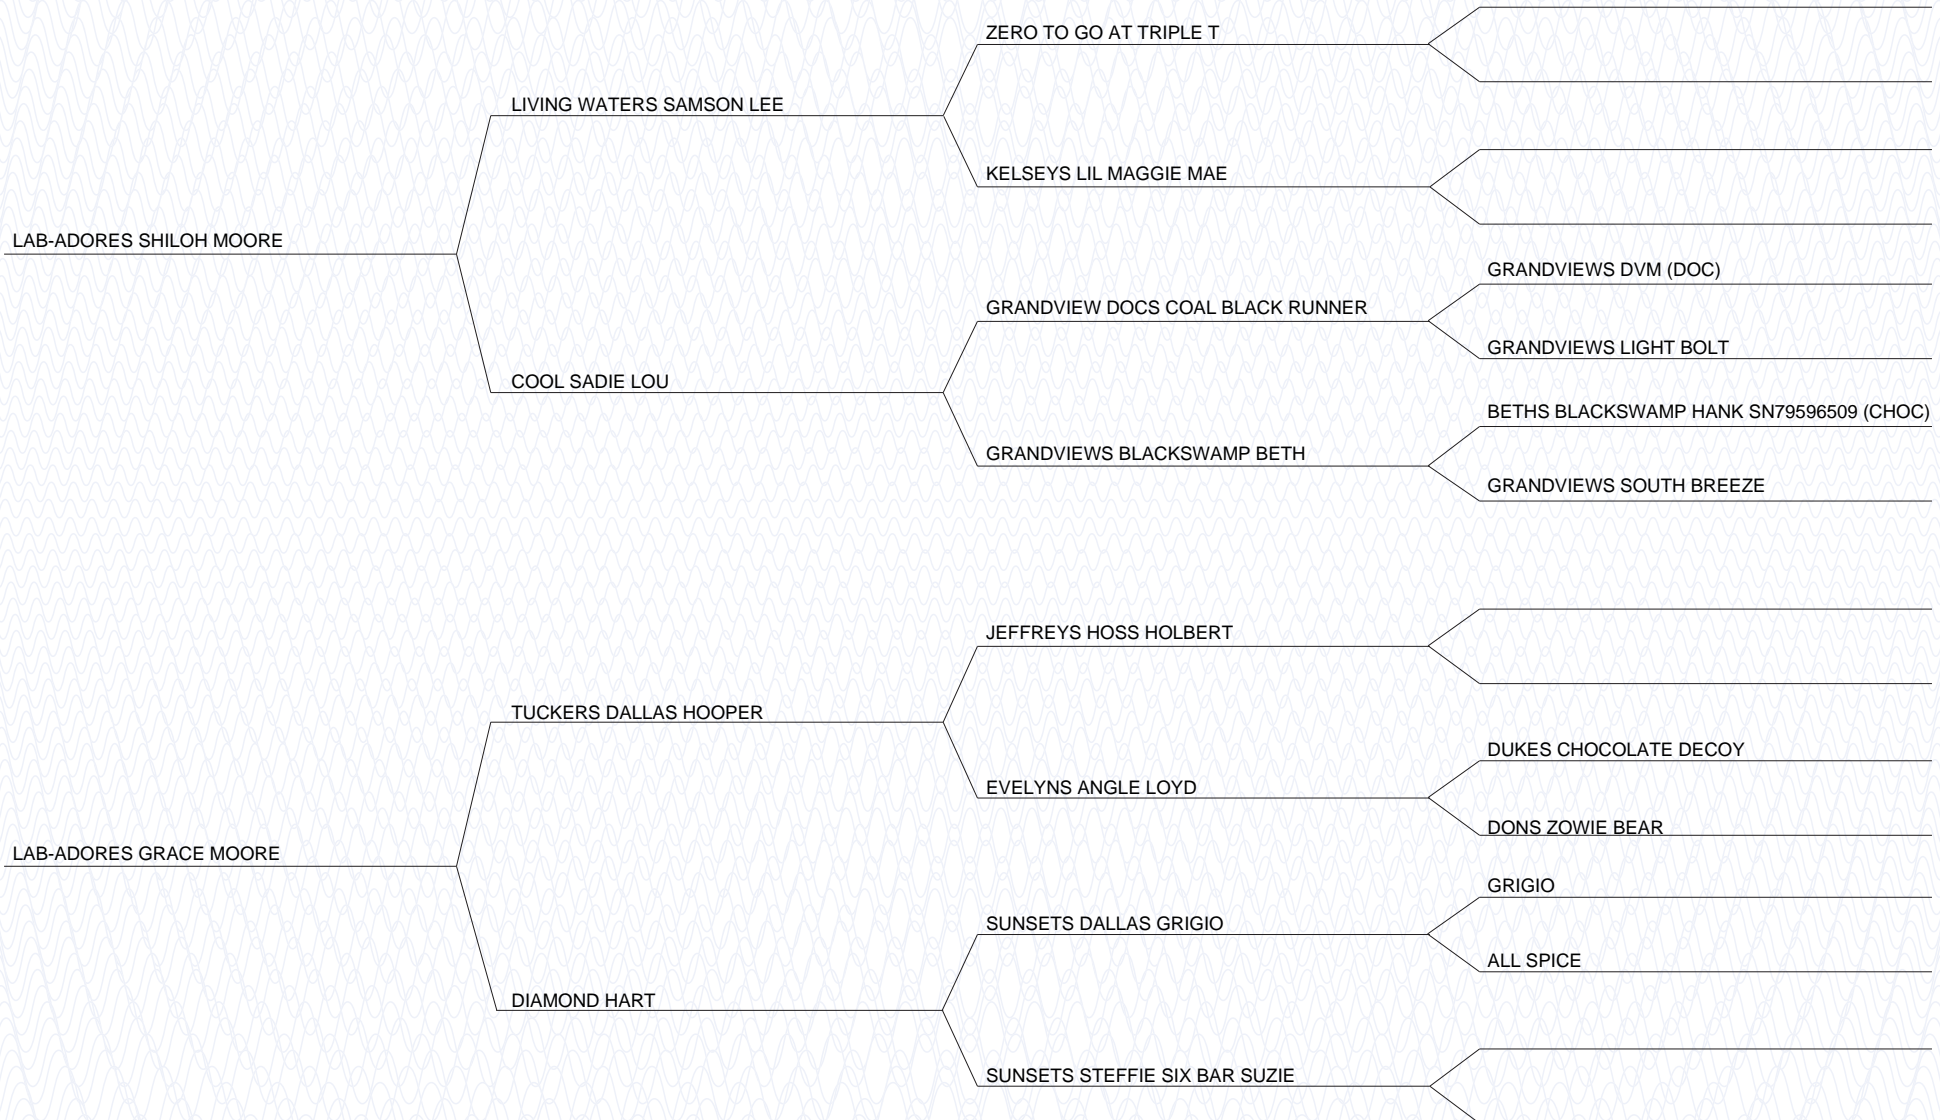 ZERO TO GO AT TRIPLE T
LIVING WATERS SAMSON LEE
KELSEYS LIL MAGGIE MAE
LAB-ADORES SHILOH MOORE
GRANDVIEWS DVM (DOC)
GRANDVIEW DOCS COAL BLACK RUNNER
GRANDVIEWS LIGHT BOLT
COOL SADIE LOU
BETHS BLACKSWAMP HANK SN79596509 (CHOC)
GRANDVIEWS BLACKSWAMP BETH
GRANDVIEWS SOUTH BREEZE
JEFFREYS HOSS HOLBERT
TUCKERS DALLAS HOOPER
DUKES CHOCOLATE DECOY
EVELYNS ANGLE LOYD
DONS ZOWIE BEAR
LAB-ADORES GRACE MOORE
GRIGIO
SUNSETS DALLAS GRIGIO
ALL SPICE
DIAMOND HART
SUNSETS STEFFIE SIX BAR SUZIE